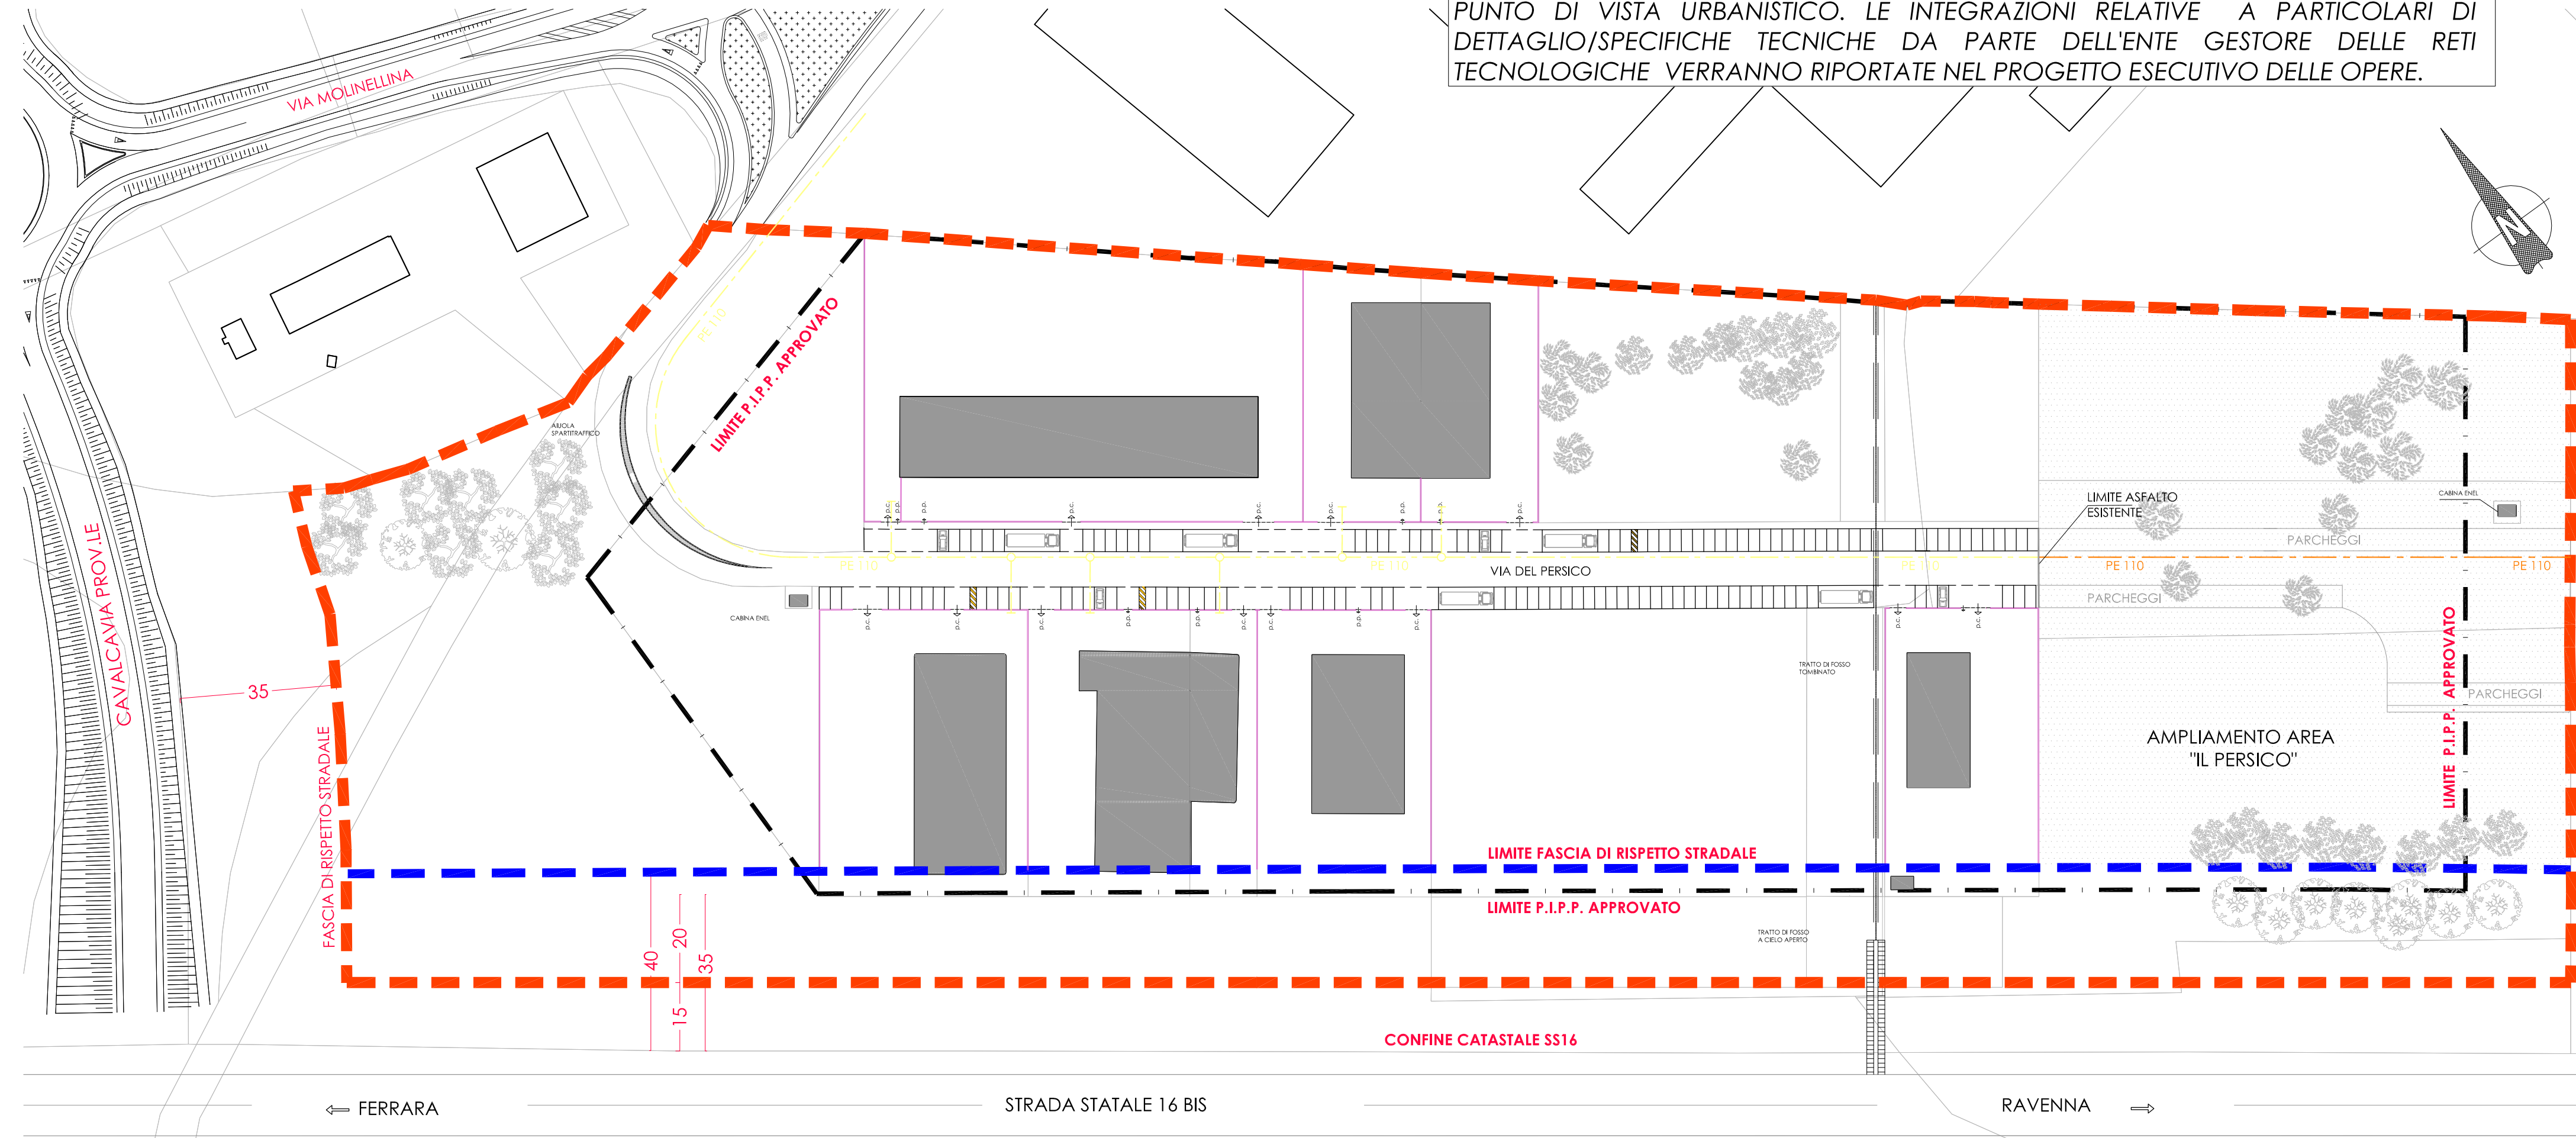 PUNTO DI VISTA URBANISTICO. LE INTEGRAZIONI RELATIVE A PARTICOLARI DI
DETTAGLIO/SPECIFICHE TECNICHE DA PARTE DELL'ENTE GESTORE DELLE RETI
TECNOLOGICHE VERRANNO RIPORTATE NEL PROGETTO ESECUTIVO DELLE OPERE.
VIA MOLINELLINA
N
PE 110
LIMITE P.I.P.P. APPROVATO
AIUOLA
SPARTITRAFFICO
CAVALCAVIA PROV.LE
35
FASCIA DI RISPETTO STRADALE
p.c.
p.p.
p.p.
p.c.
p.c.
p.c.
p.p.
p.p.
p.c.
LIMITE ASFALTO
ESISTENTE
CABINA ENEL
PARCHEGGI
PE 110
PE 110
VIA DEL PERSICO
PE 110
PE 110
PE 110
PARCHEGGI
CABINA ENEL
p.c.
p.c.
p.c.
p.p.
p.p.
p.c.
p.c.
p.p.
p.c.
p.c.
p.c.
TRATTO DI FOSSO
TOMBINATO
PARCHEGGI
LIMITE P.I.P.P. APPROVATO
AMPLIAMENTO AREA
"IL PERSICO"
LIMITE FASCIA DI RISPETTO STRADALE
LIMITE P.I.P.P. APPROVATO
TRATTO DI FOSSO
A CIELO APERTO
40
20
35
15
CONFINE CATASTALE SS16
FERRARA
STRADA STATALE 16 BIS
RAVENNA